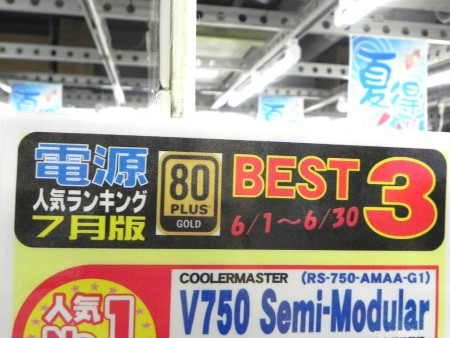 夏
電源
人気ランキング
7月版
80
PLUS
GOLD
BEST 3
6/1～6/30
人気
No.1
COOLERMASTER (RS-750-AMAA-G1)
V750 Semi-Modular